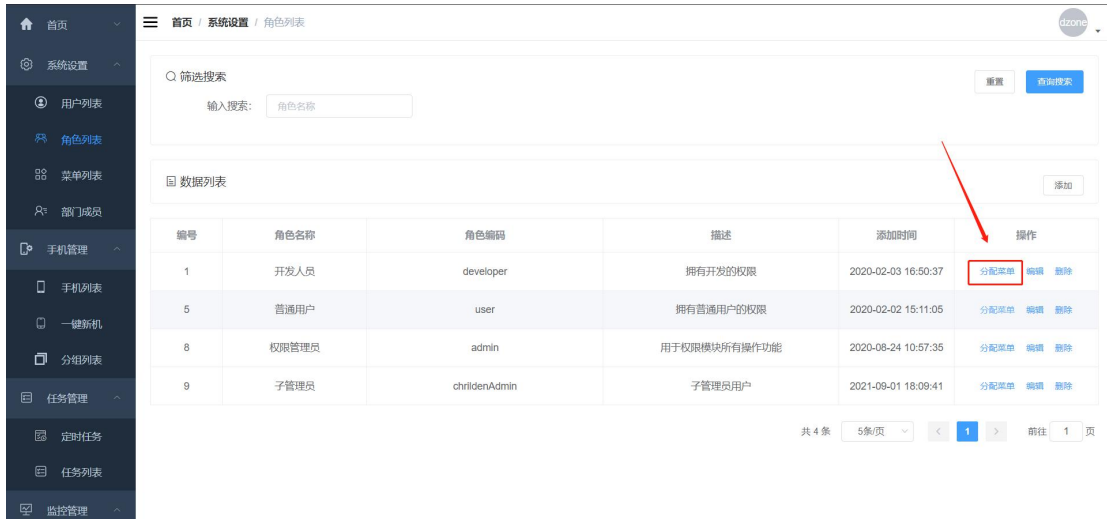 首页
系统设置
用户列表
角色列表
菜单列表
部门成员
手机管理
手机列表
一键新机
分组列表
任务管理
定时任务
任务列表
监控管理
首页 / 系统设置 / 角色列表
dzone
筛选搜索
重置 查询搜索
输入搜索: 角色名称
数据列表
添加
编号 角色名称 角色编码 描述 添加时间 操作
1 开发人员 developer 拥有开发的权限 2020-02-03 16:50:37 分配菜单 编辑 删除
5 普通用户 user 拥有普通用户的权限 2020-02-02 15:11:05 分配菜单 编辑 删除
8 权限管理员 admin 用于权限模块所有操作功能 2020-08-24 10:57:35 分配菜单 编辑 删除
9 子管理员 chrildenAdmin 子管理员用户 2021-09-01 18:09:41 分配菜单 编辑 删除
共 4 条 5条/页 < 1 > 前往 1 页